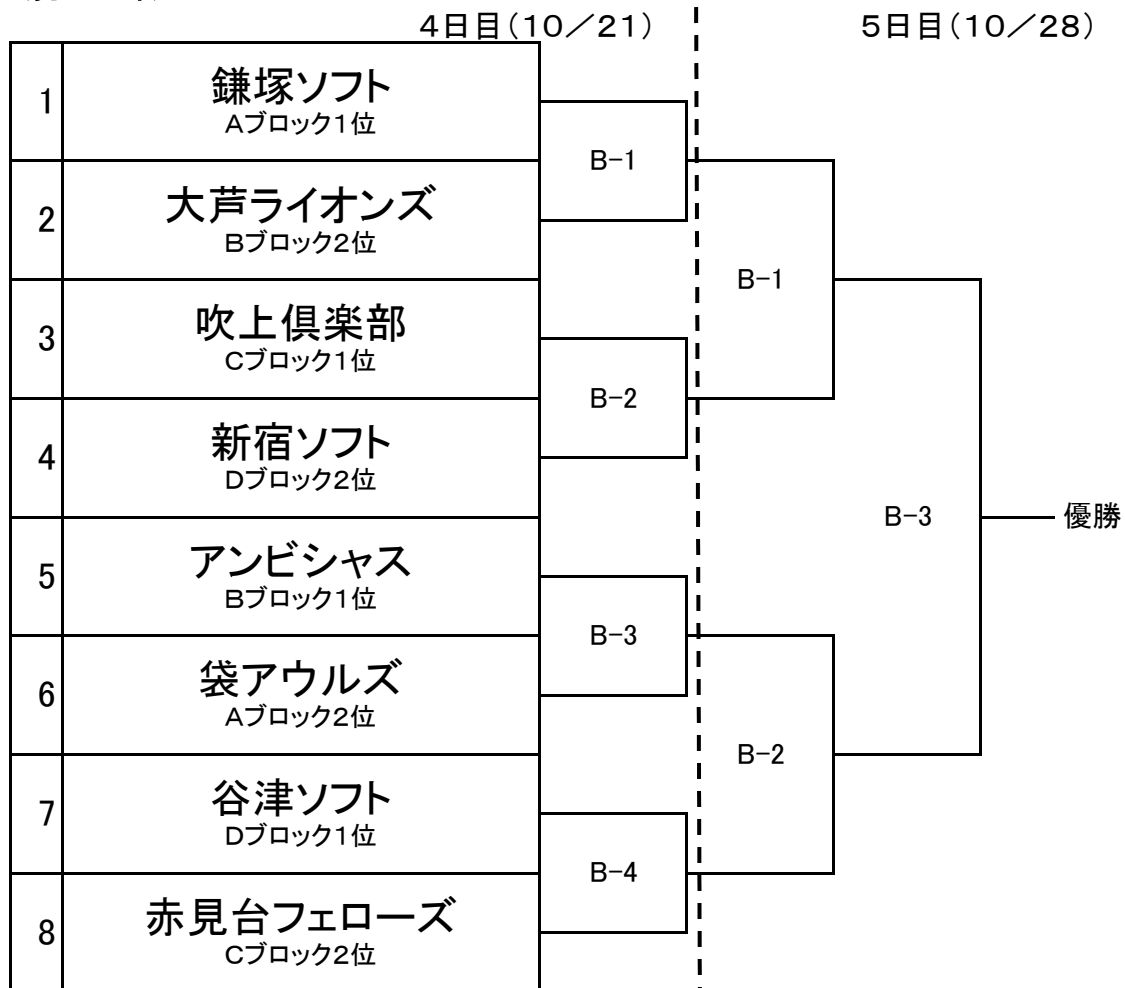 4日目(10／21)
5日目(10／28)
1
鎌塚ソフト
Aブロック1位
2
大芦ライオンズ
Bブロック2位
3
吹上倶楽部
Cブロック1位
4
新宿ソフト
Dブロック2位
5
アンビシャス
Bブロック1位
6
袋アウルズ
Aブロック2位
7
谷津ソフト
Dブロック1位
8
赤見台フェローズ
Cブロック2位
B-1
B-2
B-3
B-4
B-1
B-2
B-3
優勝